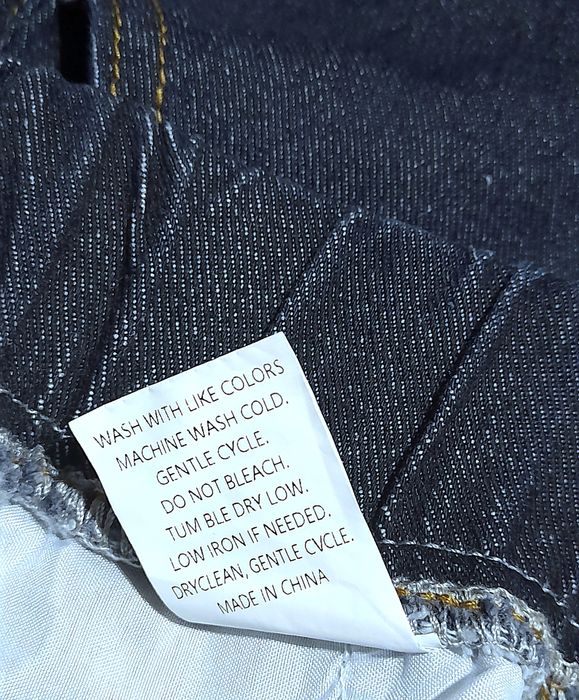 WASH WITH LIKE COLORS
MACHINE WASH COLD.
GENTLE CYCLE.
DO NOT BLEACH.
TUM BLE DRY LOW.
LOW IRON IF NEEDED.
DRYCLEAN, GENTLE CVCLE.
MADE IN CHINA